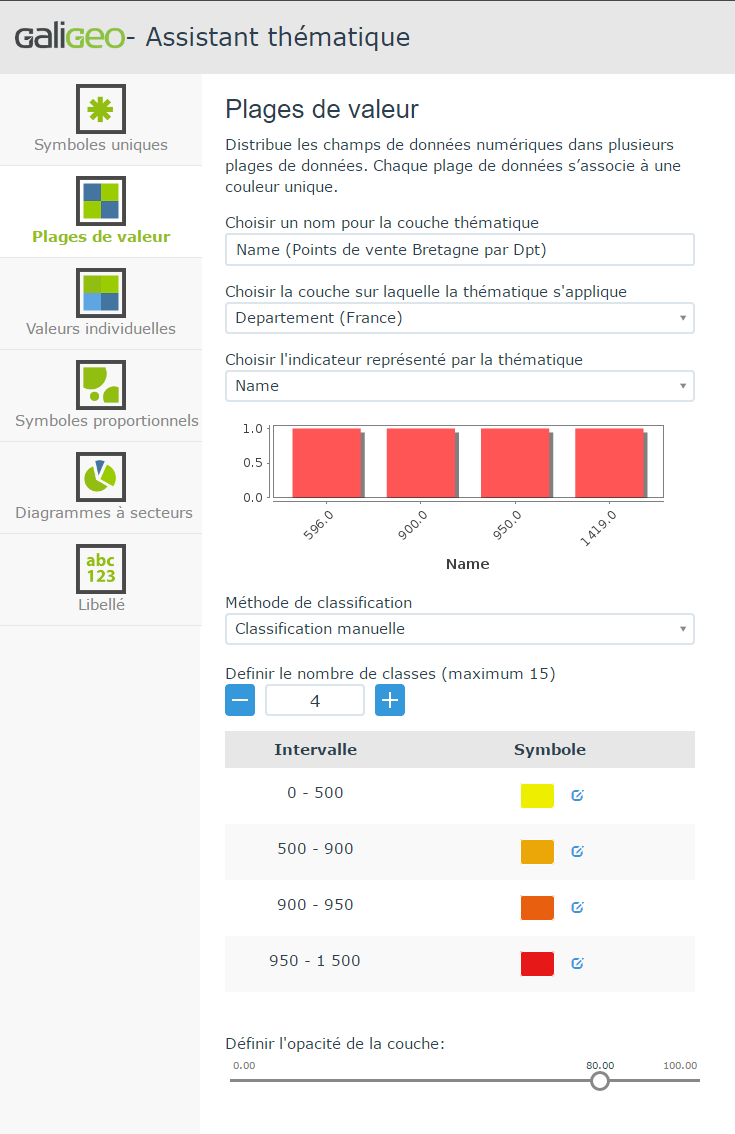 galigeo- Assistant thématique
Symboles uniques
Plages de valeur
Valeurs individuelles
Symboles proportionnels
Diagrammes à secteurs
abc
123
Libellé
Plages de valeur
Distribue les champs de données numériques dans plusieurs
plages de données. Chaque plage de données s’associe à une
couleur unique.
Choisir un nom pour la couche thématique
Name (Points de vente Bretagne par Dpt)
Choisir la couche sur laquelle la thématique s'applique
Departement (France)
Choisir l'indicateur représenté par la thématique
Name
1.0
0.5
0.0
596.0 900.0 950.0 1419.0
Name
Méthode de classification
Classification manuelle
Definir le nombre de classes (maximum 15)
4
Intervalle Symbole
0 - 500
500 - 900
900 - 950
950 - 1 500
Définir l'opacité de la couche:
0.00 80.00 100.00